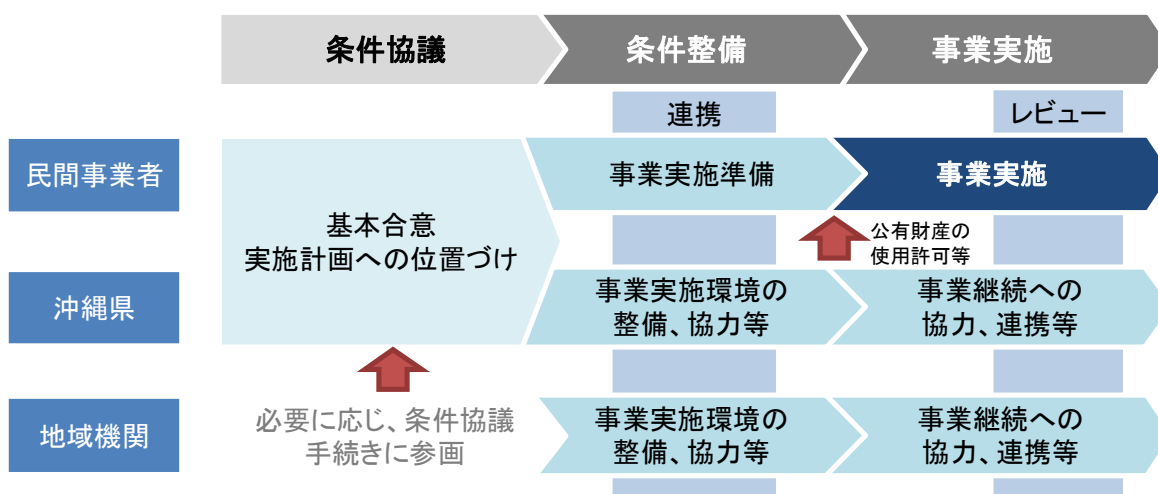 条件協議
条件整備
事業実施
連携
レビュー
民間事業者
基本合意
実施計画への位置づけ
事業実施準備
事業実施
公有財産の
使用許可等
沖縄県
事業実施環境の
整備、協力等
事業継続への
協力、連携等
地域機関
必要に応じ、条件協議
手続きに参画
事業実施環境の
整備、協力等
事業継続への
協力、連携等